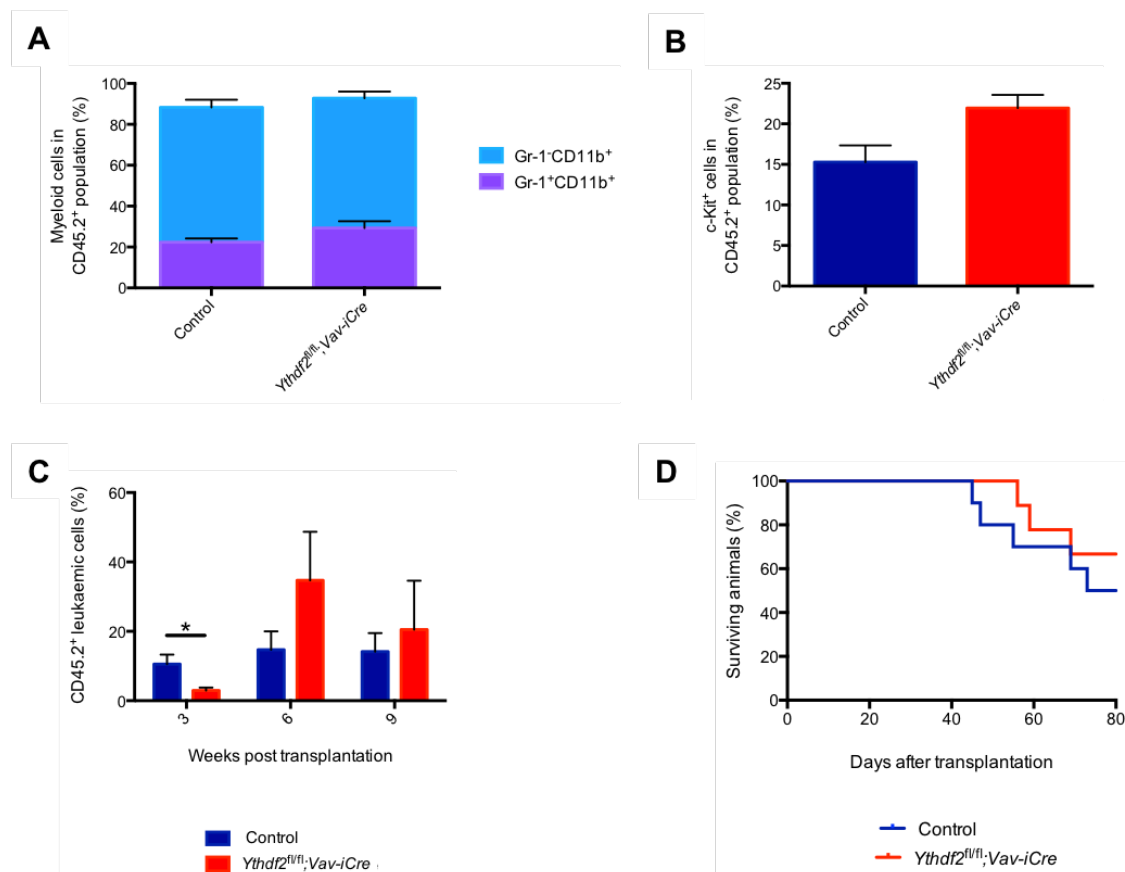 A
Myeloid cells in
CD45.2⁺ population (%)
100
80
60
40
20
0
Control
Ythdf2ᶠˡ/ᶠˡ;Vav-iCre
Gr-1⁻CD11b⁺
Gr-1⁺CD11b⁺
B
c-Kit⁺ cells in
CD45.2⁺ population (%)
25
20
15
10
5
0
Control
Ythdf2ᶠˡ/ᶠˡ;Vav-iCre
C
CD45.2⁺ leukaemic cells (%)
60
40
20
0
*
3
6
9
Weeks post transplantation
Control
Ythdf2ᶠˡ/ᶠˡ;Vav-iCre
D
Surviving animals (%)
100
80
60
40
20
0
0
20
40
60
80
Days after transplantation
Control
Ythdf2ᶠˡ/ᶠˡ;Vav-iCre